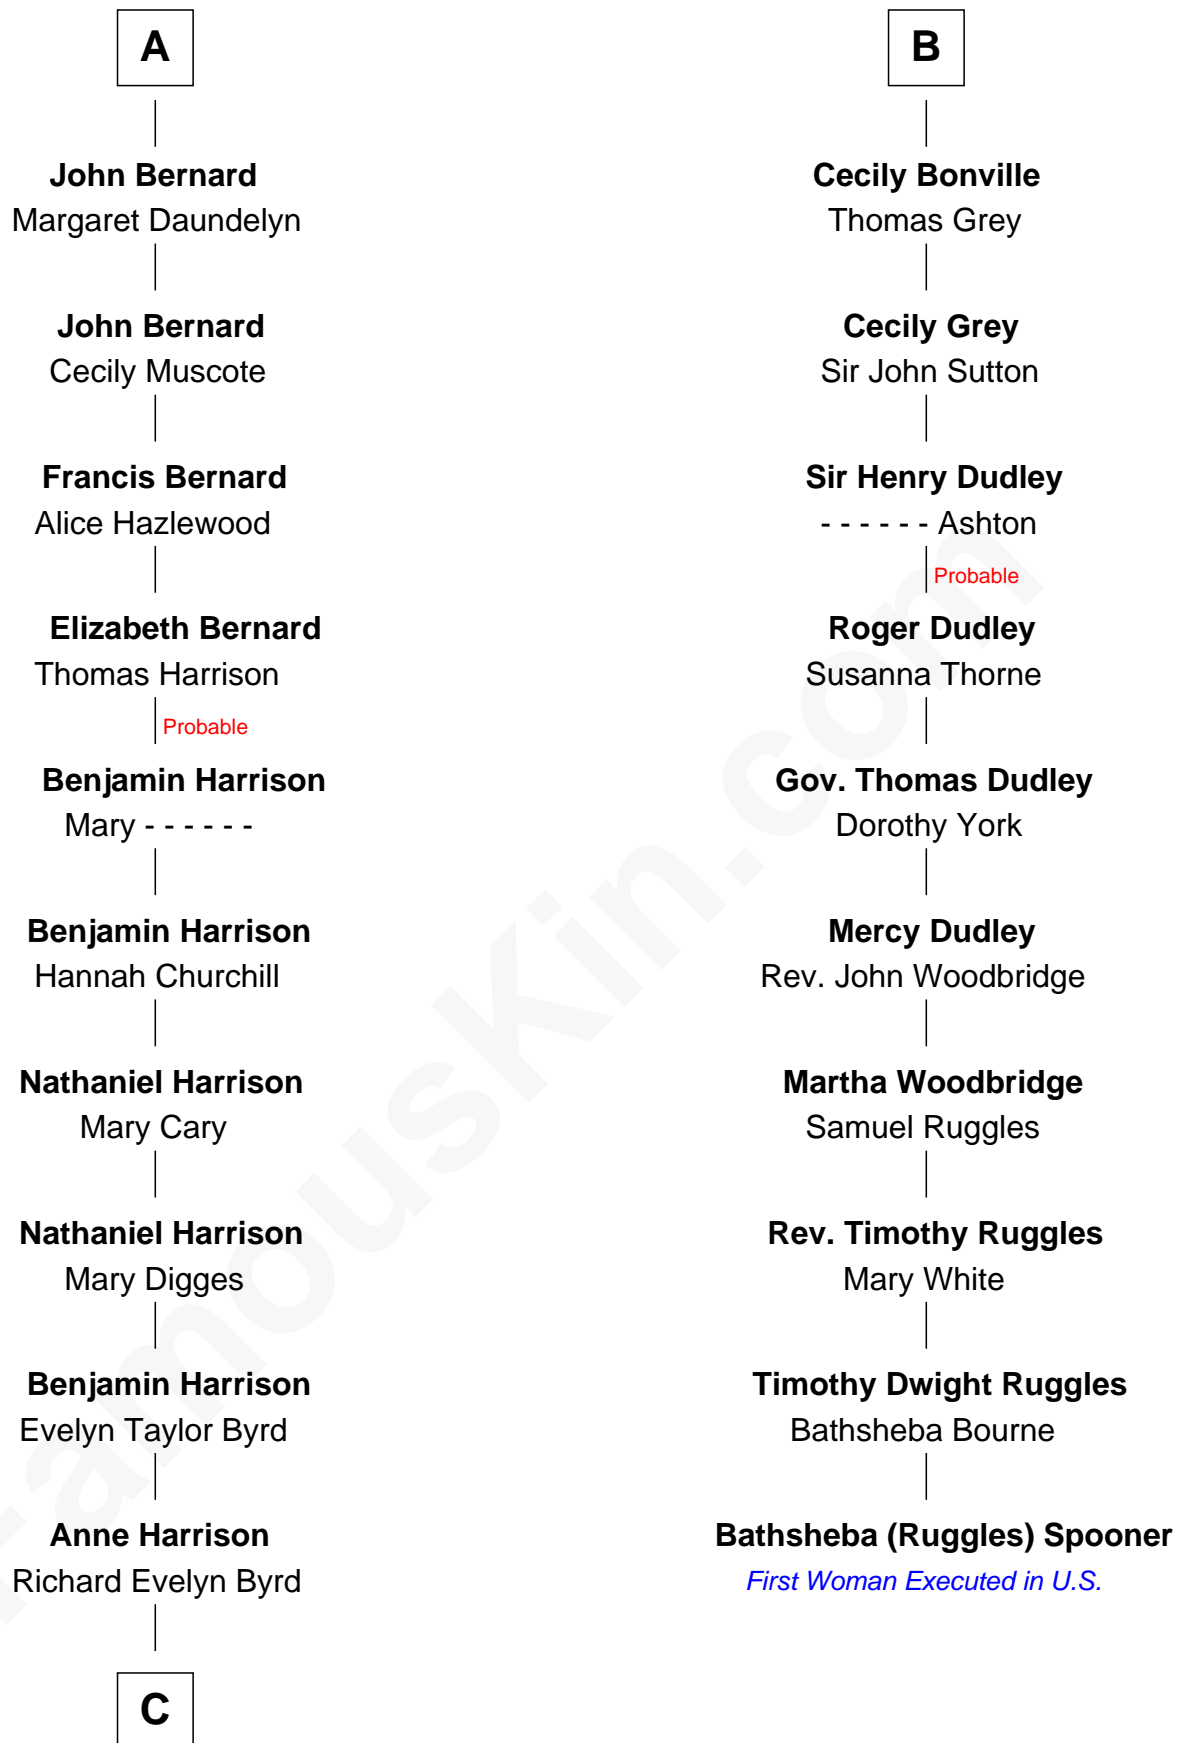 A
John Bernard
Margaret Daundelyn
John Bernard
Cecily Muscote
Francis Bernard
Alice Hazlewood
Elizabeth Bernard
Thomas Harrison
Probable
Benjamin Harrison
Mary - - - - - -
Benjamin Harrison
Hannah Churchill
Nathaniel Harrison
Mary Cary
Nathaniel Harrison
Mary Digges
Benjamin Harrison
Evelyn Taylor Byrd
Anne Harrison
Richard Evelyn Byrd
C
B
Cecily Bonville
Thomas Grey
Cecily Grey
Sir John Sutton
Sir Henry Dudley
- - - - - - Ashton
Probable
Roger Dudley
Susanna Thorne
Gov. Thomas Dudley
Dorothy York
Mercy Dudley
Rev. John Woodbridge
Martha Woodbridge
Samuel Ruggles
Rev. Timothy Ruggles
Mary White
Timothy Dwight Ruggles
Bathsheba Bourne
Bathsheba (Ruggles) Spooner
First Woman Executed in U.S.
FamousKin.com